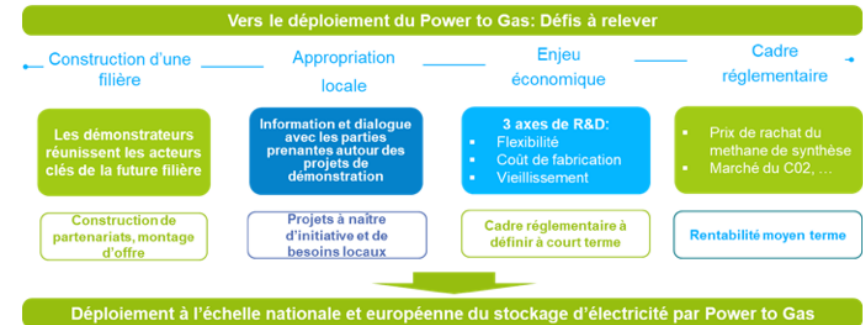 Vers le déploiement du Power to Gas: Défis à relever
Construction d'une
filière
Appropriation
locale
Enjeu
économique
Cadre
réglementaire
Les démonstrateurs
réunissent les acteurs
clés de la future filière
Information et dialogue
avec les parties
prenantes autour des
projets de
démonstration
3 axes de R&D:
▪ Flexibilité
▪ Coût de fabrication
▪ Vieillissement
▪ Prix de rachat du
methane de synthèse
▪ Marché du C02, ...
Construction de
partenariats, montage
d'offre
Projets à naître
d'initiative et de
besoins locaux
Cadre réglementaire à
définir à court terme
Rentabilité moyen terme
Déploiement à l'échelle nationale et européenne du stockage d'électricité par Power to Gas